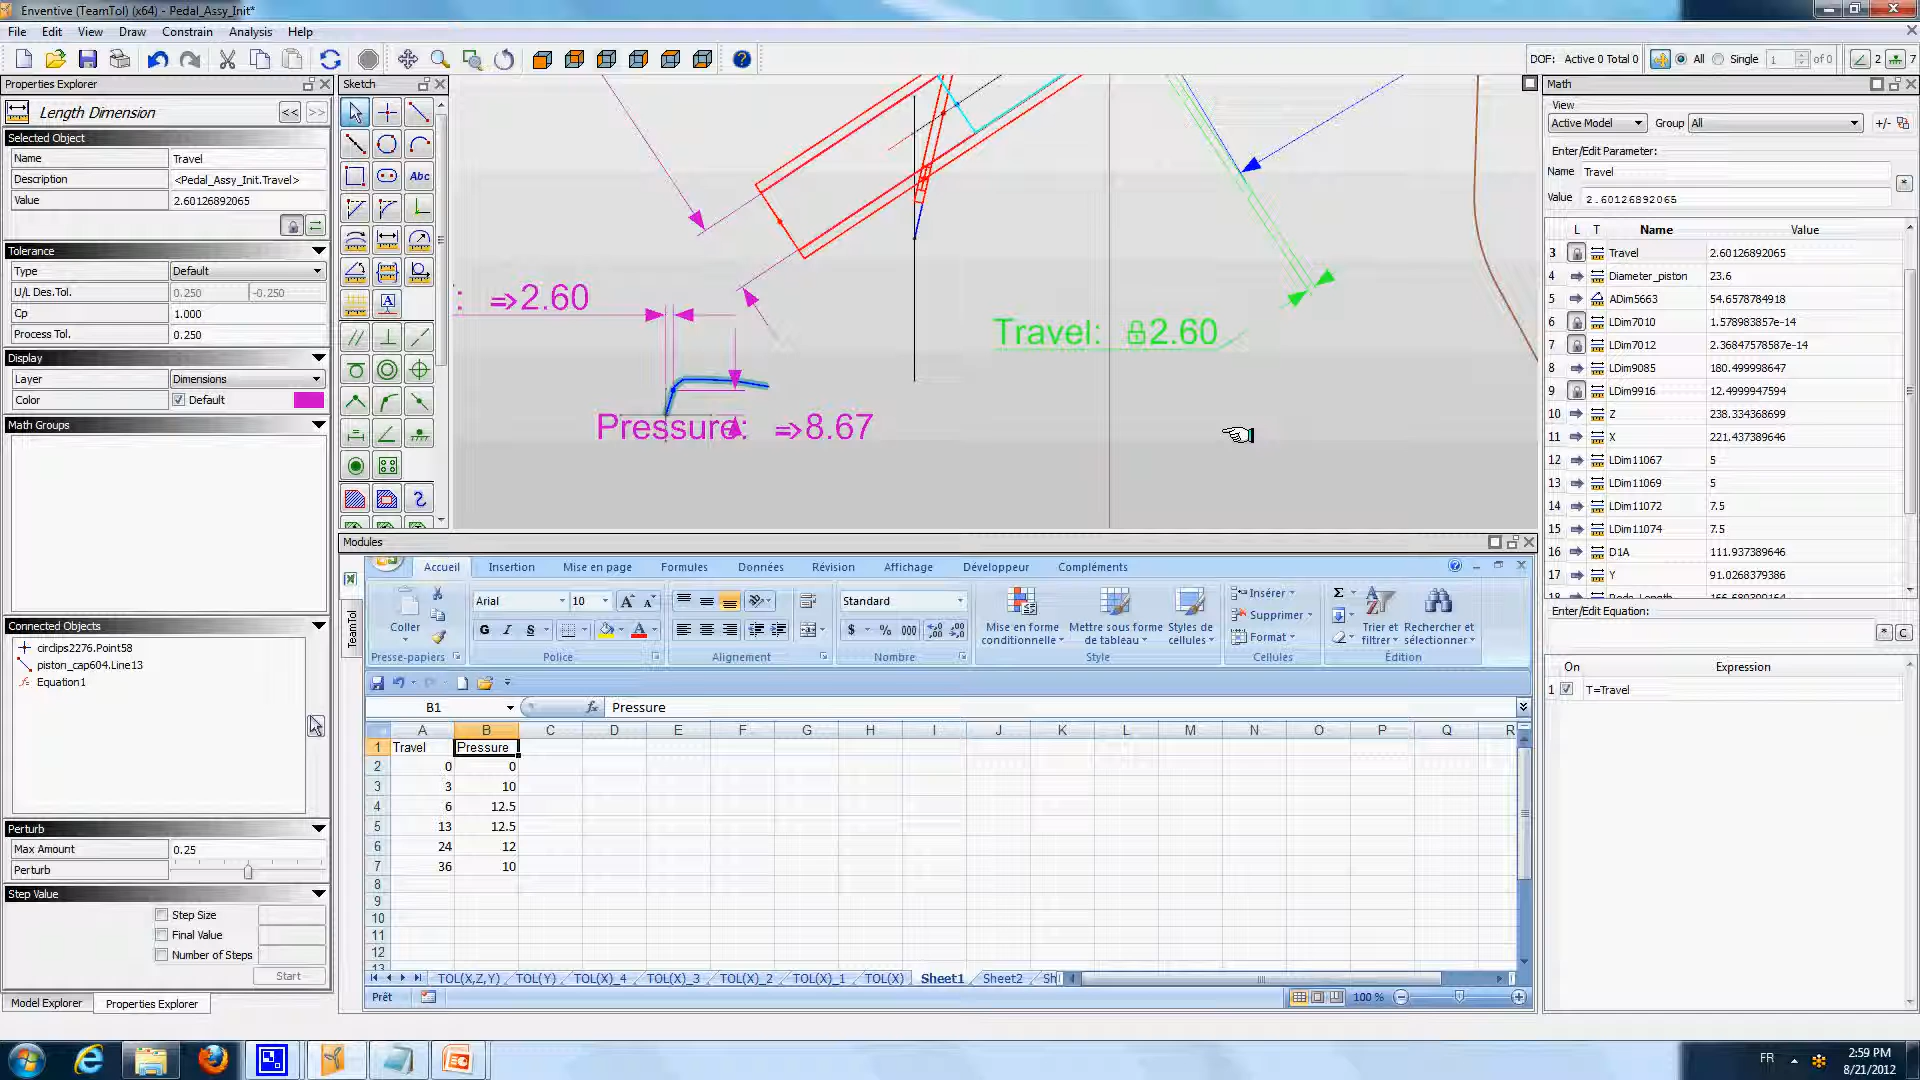 Enventive (TeamTol) (x64) - Pedal_Assy_Init*
File Edit View Draw Constrain Analysis Help
DOF: Active 0 Total 0 All Single 1 of 0 2 7
Properties Explorer
Length Dimension << >>
Selected Object
Name Travel
Description <Pedal_Assy_Init.Travel>
Value 2.60126892065
Tolerance
Type Default
U/L Des.Tol. 0.250 -0.250
Cp 1.000
Process Tol. 0.250
Display
Layer Dimensions
Color Default
Math Groups
Connected Objects
circlips2276.Point58
piston_cap604.Line13
Equation1
Perturb
Max Amount 0.25
Perturb
Step Value
Step Size
Final Value
Number of Steps
Start
Model Explorer Properties Explorer
Sketch
Abc
A
: =>2.60
Travel: 2.60
Pressure: =>8.67
Modules
TeamTol
Accueil Insertion Mise en page Formules Données Révision Affichage Développeur Compléments
Coller
Presse-papiers
Arial 10
G I S
Police
Alignement
Standard
$ % 000
Nombre
Mise en forme conditionnelle
Mettre sous forme de tableau
Styles de cellules
Style
Insérer
Supprimer
Format
Cellules
Trier et filtrer
Rechercher et sélectionner
Édition
B1 fx Pressure
A B C D E F G H I J K L M N O P Q R
1 Travel Pressure
2 0 0
3 3 10
4 6 12.5
5 13 12.5
6 24 12
7 36 10
8
9
10
11
12
13
TOL(X,Z,Y) TOL(Y) TOL(X)_4 TOL(X)_3 TOL(X)_2 TOL(X)_1 TOL(X) Sheet1 Sheet2 Sh
Prêt 100 %
Math
View
Active Model Group All +/-
Enter/Edit Parameter:
Name Travel
Value 2.60126892065
L T Name Value
3 Travel 2.60126892065
4 Diameter_piston 23.6
5 ADim5663 54.6578784918
6 LDim7010 1.578983857e-14
7 LDim7012 2.36847578587e-14
8 LDim9085 180.499998647
9 LDim9916 12.4999947594
10 Z 238.334368699
11 X 221.437389646
12 LDim11067 5
13 LDim11069 5
14 LDim11072 7.5
15 LDim11074 7.5
16 D1A 111.937389646
17 Y 91.0268379386
Enter/Edit Equation:
* C
On Expression
1 T=Travel
FR 2:59 PM
8/21/2012